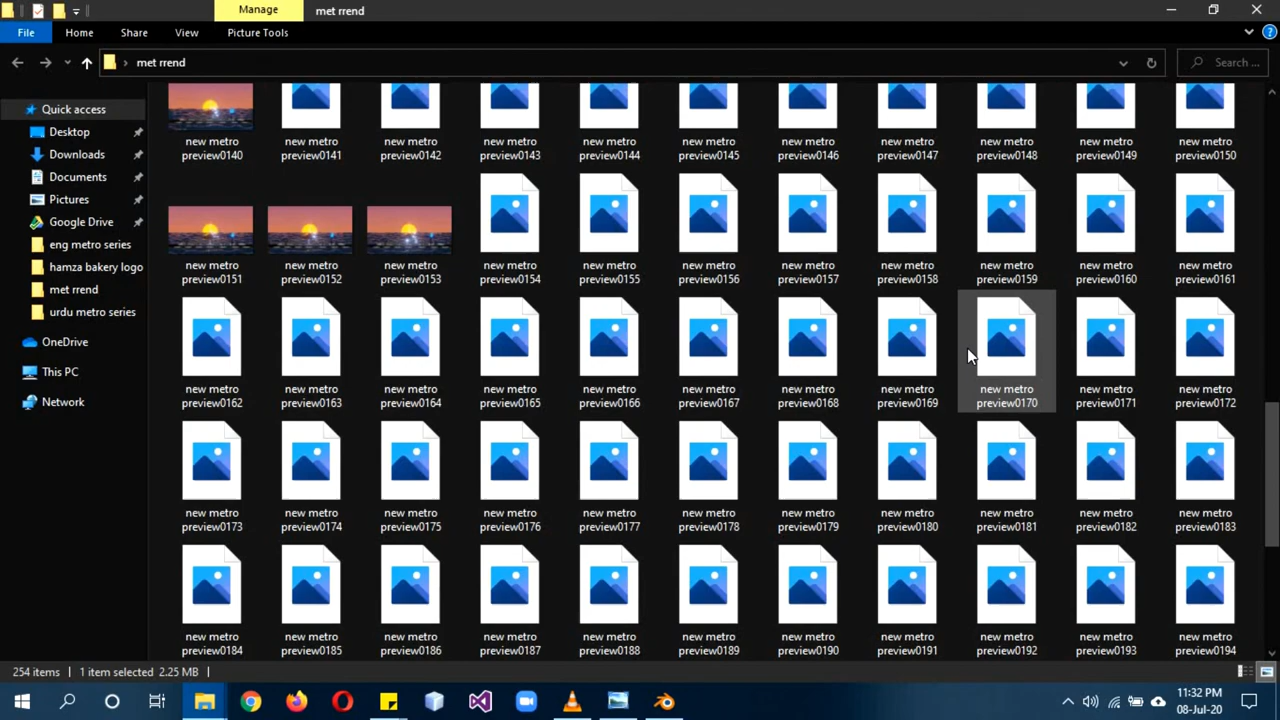 Manage
met rrend
File
Home
Share
View
Picture Tools
met rrend
Search ...
Quick access
Desktop
Downloads
Documents
Pictures
Google Drive
eng metro series
hamza bakery logo
met rrend
urdu metro series
OneDrive
This PC
Network
new metro preview0140
new metro preview0141
new metro preview0142
new metro preview0143
new metro preview0144
new metro preview0145
new metro preview0146
new metro preview0147
new metro preview0148
new metro preview0149
new metro preview0150
new metro preview0151
new metro preview0152
new metro preview0153
new metro preview0154
new metro preview0155
new metro preview0156
new metro preview0157
new metro preview0158
new metro preview0159
new metro preview0160
new metro preview0161
new metro preview0162
new metro preview0163
new metro preview0164
new metro preview0165
new metro preview0166
new metro preview0167
new metro preview0168
new metro preview0169
new metro preview0170
new metro preview0171
new metro preview0172
new metro preview0173
new metro preview0174
new metro preview0175
new metro preview0176
new metro preview0177
new metro preview0178
new metro preview0179
new metro preview0180
new metro preview0181
new metro preview0182
new metro preview0183
new metro preview0184
new metro preview0185
new metro preview0186
new metro preview0187
new metro preview0188
new metro preview0189
new metro preview0190
new metro preview0191
new metro preview0192
new metro preview0193
new metro preview0194
254 items
1 item selected 2.25 MB
11:32 PM
08-Jul-20